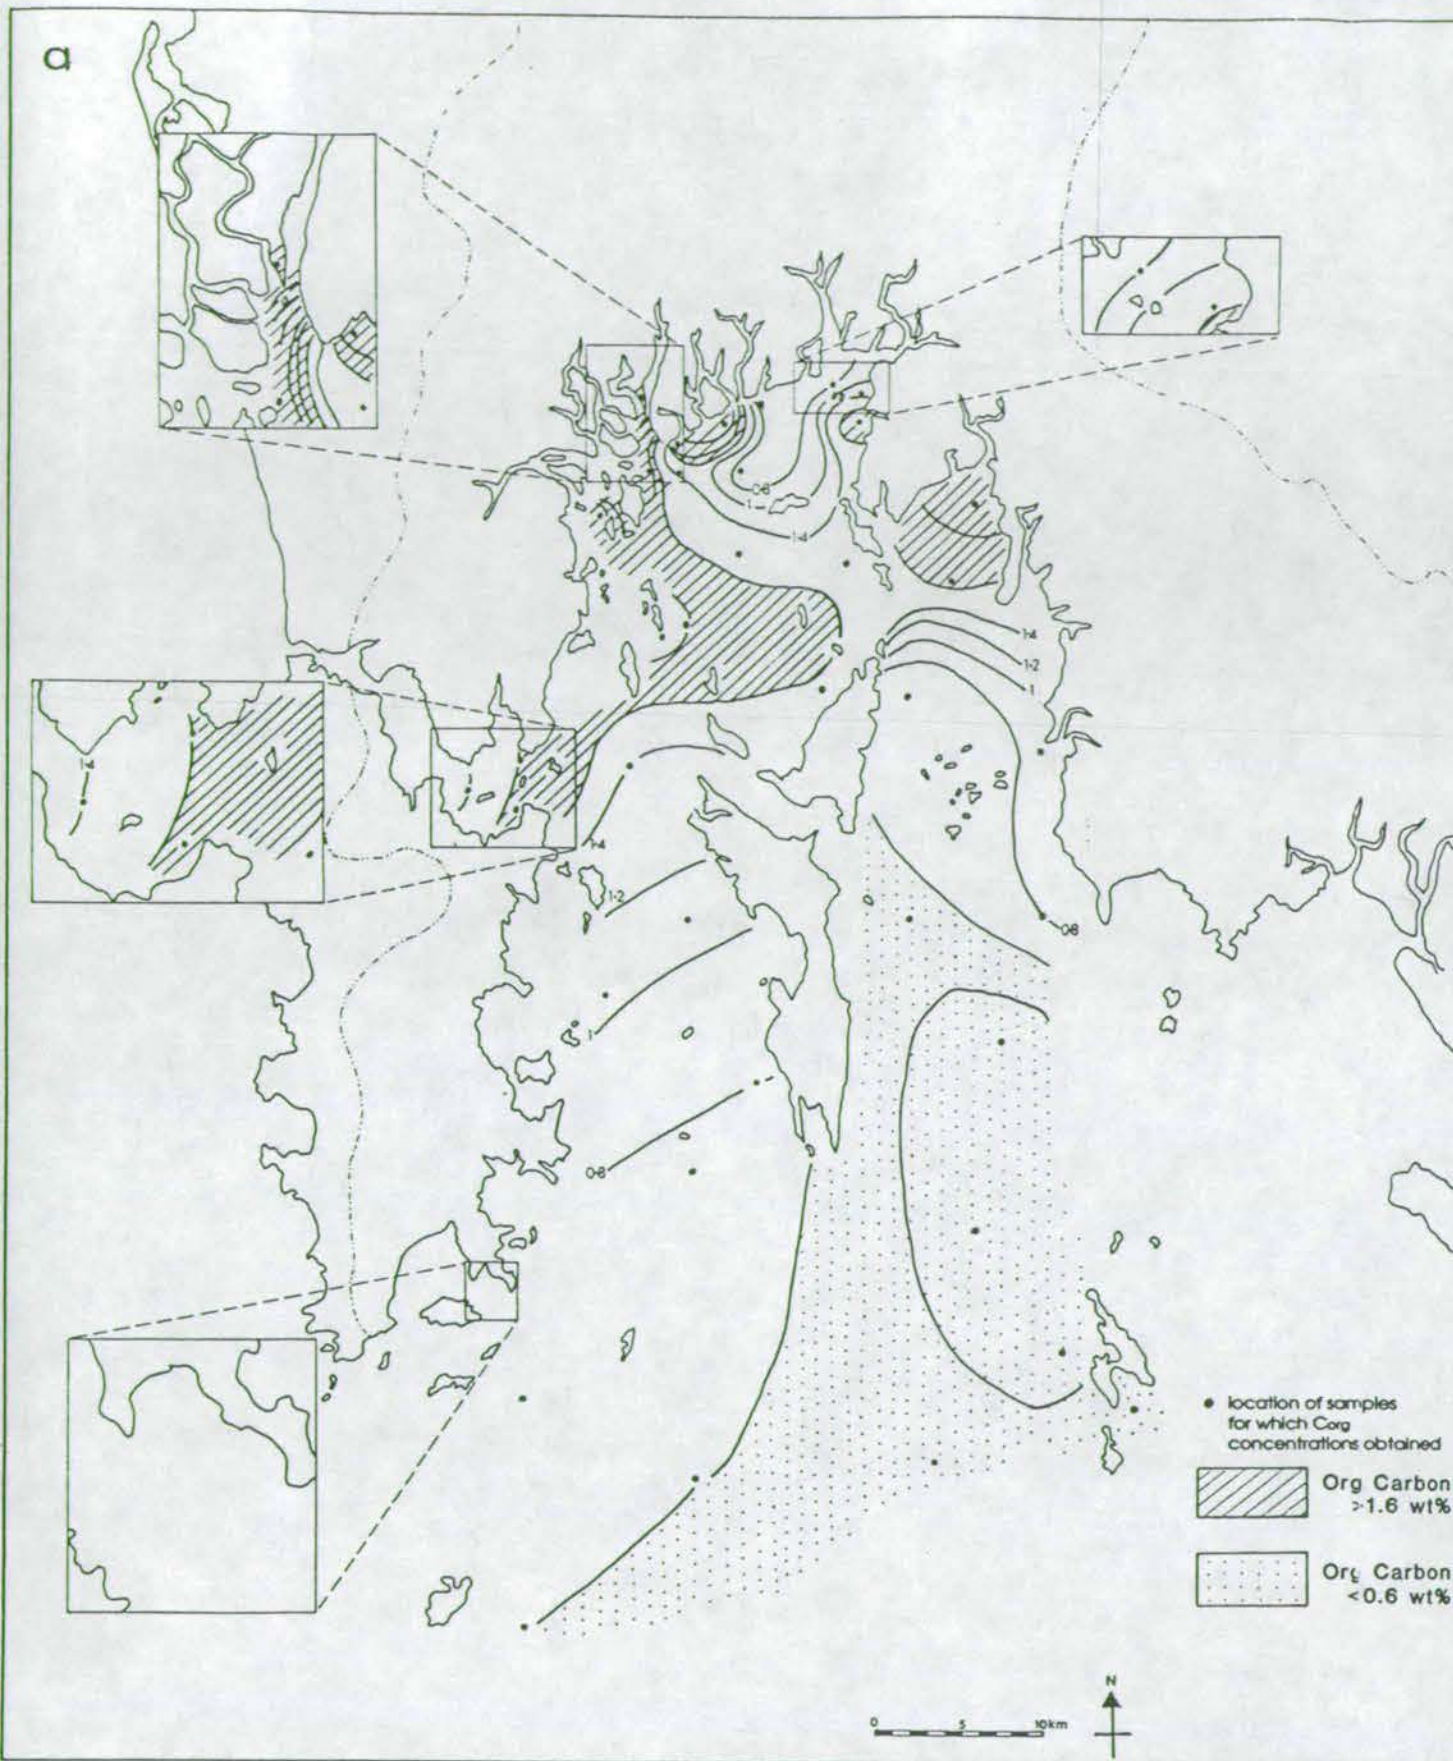 a
0·8
1
1·4
1·4
1·2
1
1·4
1·4
1·2
0·8
1
0·8
• location of samples
for which Corg
concentrations obtained
Org Carbon
>1.6 wt%
Org Carbon
<0.6 wt%
N
0 5 10km